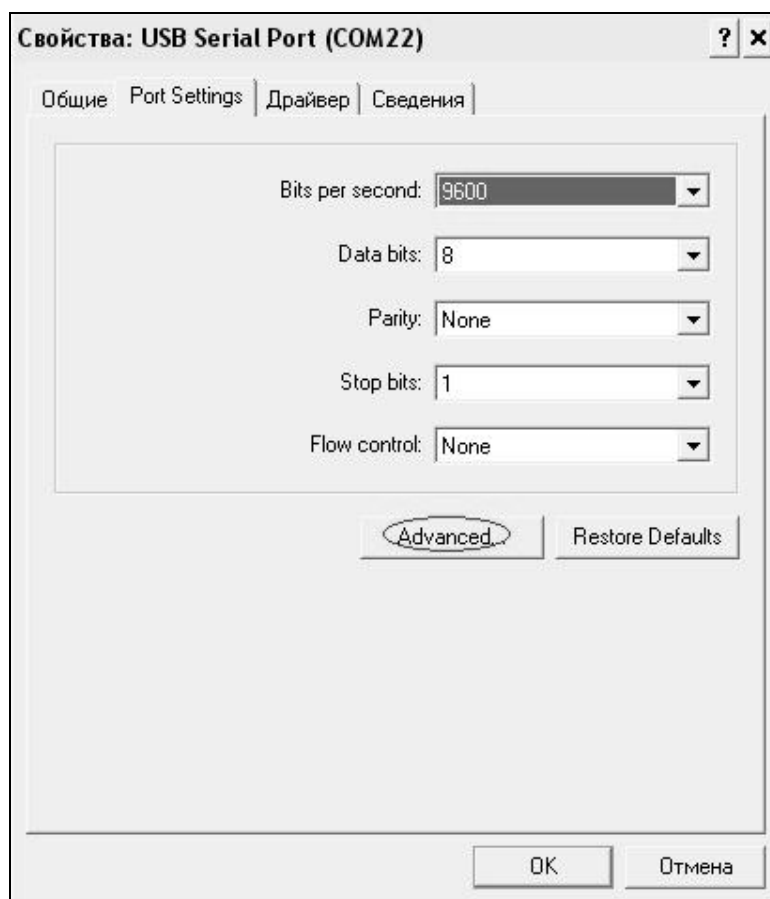 Свойства: USB Serial Port (COM22) ? ×
Общие Port Settings Драйвер Сведения
Bits per second: 9600
Data bits: 8
Parity: None
Stop bits: 1
Flow control: None
Advanced.. Restore Defaults
OK Отмена